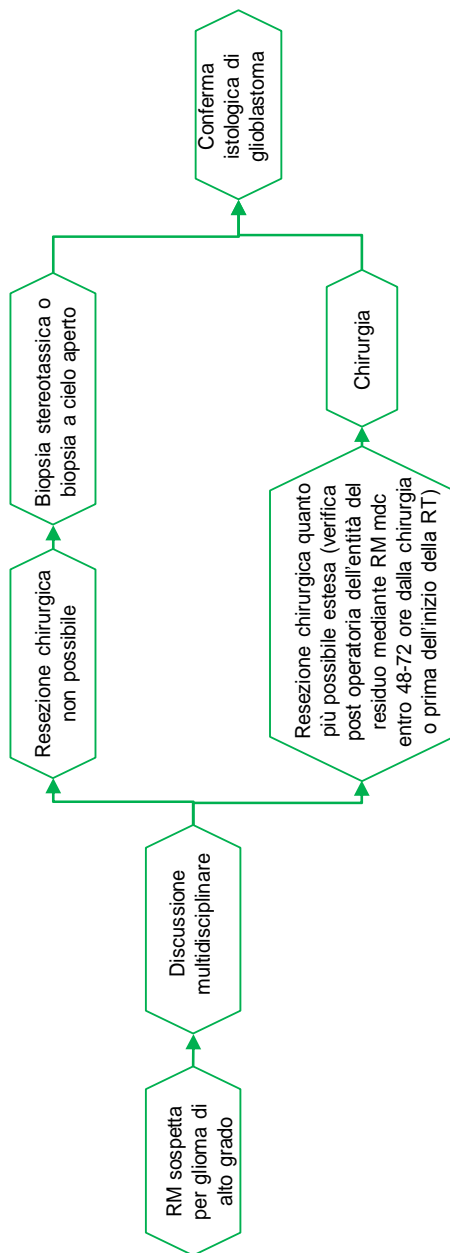 RM sospetta
per glioma di
alto grado
Discussione
multidisciplinare
Resezione chirurgica
non possibile
Biopsia stereotassica o
biopsia a cielo aperto
Resezione chirurgica quanto
più possibile estesa (verifica
post operatoria dell'entità del
residuo mediante RM mdc
entro 48-72 ore dalla chirurgia
o prima dell'inizio della RT)
Chirurgia
Conferma
istologica di
glioblastoma